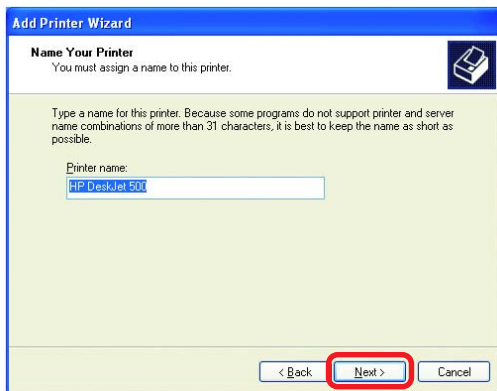 Add Printer Wizard
Name Your Printer
You must assign a name to this printer.
Type a name for this printer. Because some programs do not support printer and server
name combinations of more than 31 characters, it is best to keep the name as short as
possible.
Printer name:
HP DeskJet 500
< Back
Next >
Cancel